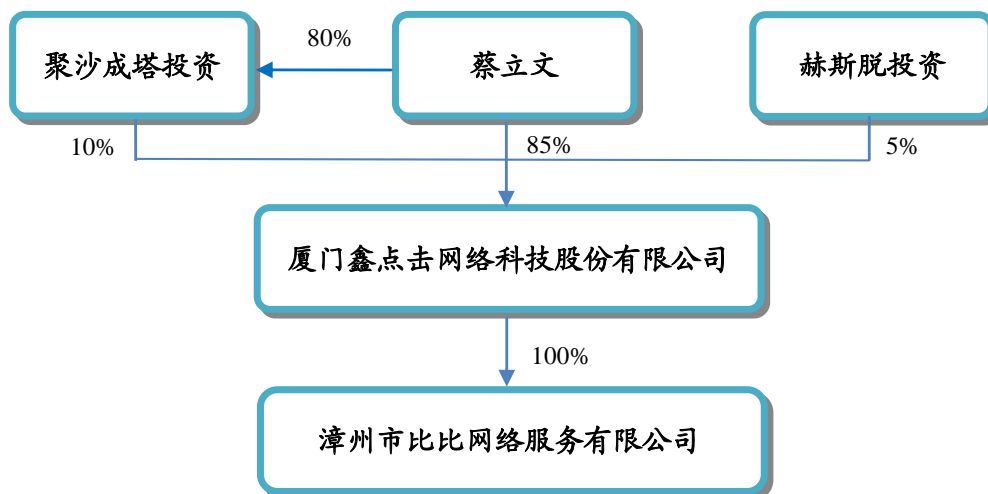 80%
聚沙成塔投资
蔡立文
赫斯脱投资
10%
85%
5%
厦门鑫点击网络科技股份有限公司
100%
漳州市比比网络服务有限公司